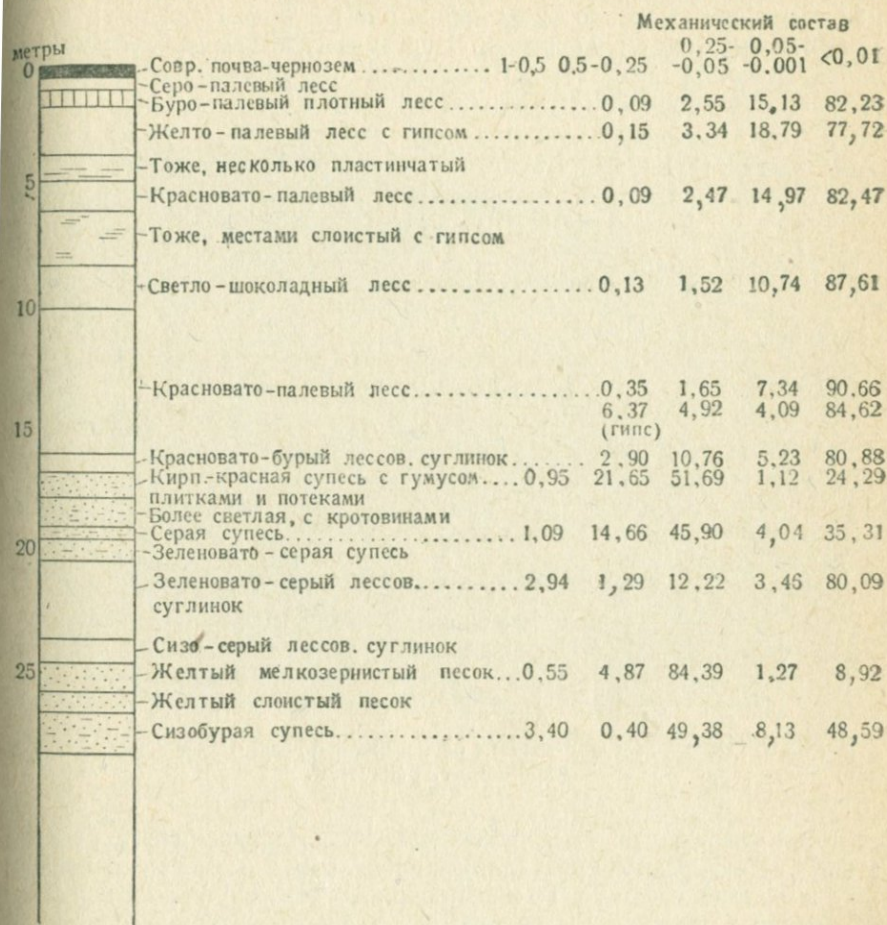 Механический состав
метры 0,25- 0,05-
0 Совр. почва-чернозем ............ 1-0,5 0,5-0,25 -0,05 -0.001 <0,01
Серо-палевый лесс
Буро-палевый плотный лесс ............. 0,09 2,55 15,13 82,23
Желто-палевый лесс с гипсом ............ 0,15 3.34 18,79 77,72
Тоже, несколько пластинчатый
5
Красновато-палевый лесс ................ 0,09 2,47 14,97 82,47
Тоже, местами слоистый с гипсом
Светло-шоколадный лесс ................ 0,13 1,52 10,74 87,61
10
Красновато-палевый лесс ................. 0,35 1,65 7,34 90.66
6,37 4,92 4,09 84,62
15 (гипс)
Красновато-бурый лессов. суглинок ....... 2,90 10,76 5,23 80,88
Кирп.-красная супесь с гумусом .... 0,95 21,65 51,69 1,12 24,29
плитками и потеками
Более светлая, с кротовинами
Серая супесь ....................... 1,09 14,66 45,90 4,04 35,31
20 Зеленовато-серая супесь
Зеленовато-серый лессов. ......... 2,94 1,29 12,22 3,46 80,09
суглинок
Сизо-серый лессов. суглинок
25 Желтый мелкозернистый песок ... 0,55 4,87 84,39 1,27 8,92
Желтый слоистый песок
Сизобурая супесь .................. 3,40 0,40 49,38 8,13 48,59